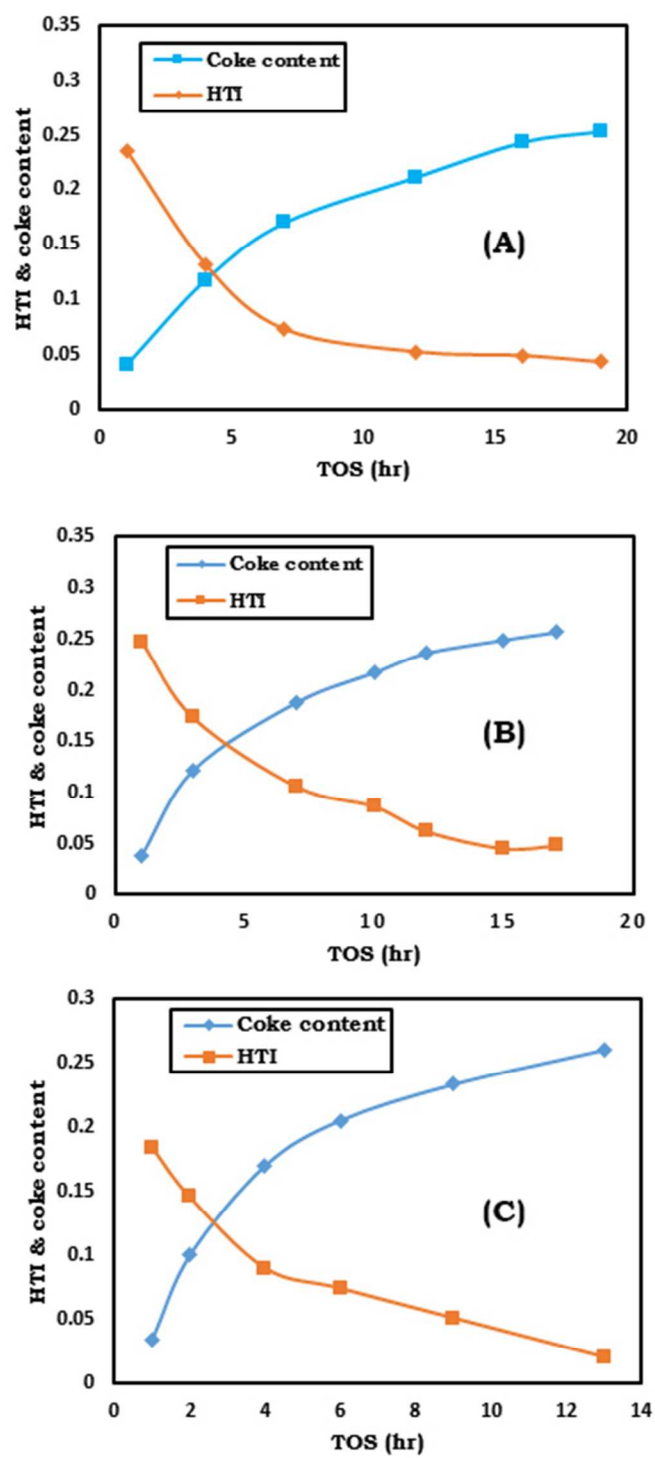 0.35
0.3
0.25
0.2
0.15
0.1
0.05
0
HTI & coke content
Coke content
HTI
(A)
0 5 10 15 20
TOS (hr)
0.35
0.3
0.25
0.2
0.15
0.1
0.05
0
HTI & coke content
Coke content
HTI
(B)
0 5 10 15 20
TOS (hr)
0.3
0.25
0.2
0.15
0.1
0.05
0
HTI & coke content
Coke content
HTI
(C)
0 2 4 6 8 10 12 14
TOS (hr)